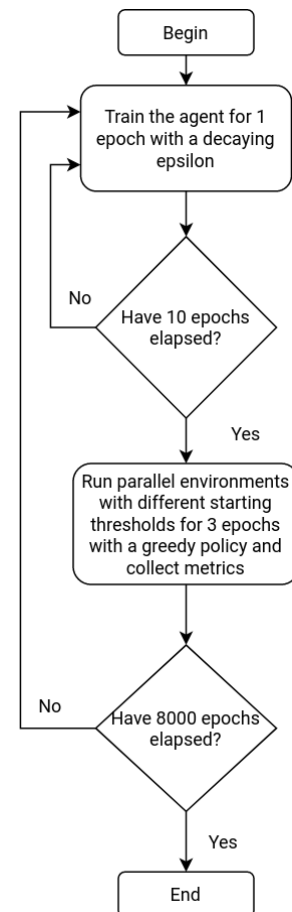 Begin
Train the agent for 1
epoch with a decaying
epsilon
No
Have 10 epochs
elapsed?
Yes
Run parallel environments
with different starting
thresholds for 3 epochs
with a greedy policy and
collect metrics
No
Have 8000 epochs
elapsed?
Yes
End